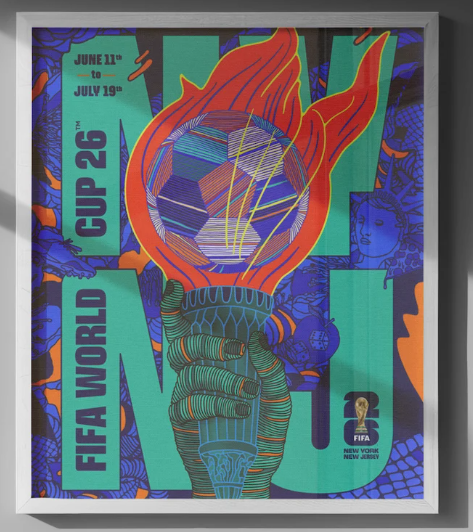 NY
NJ
JUNE 11th
to
JULY 19th
FIFA WORLD CUP 26™
26
FIFA
NEW YORK
NEW JERSEY